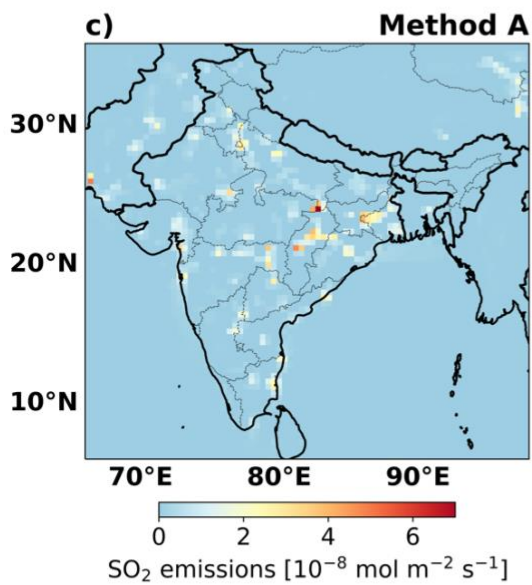 c) Method A
30°N
20°N
10°N
70°E 80°E 90°E
0 2 4 6
SO₂ emissions [10⁻⁸ mol m⁻² s⁻¹]